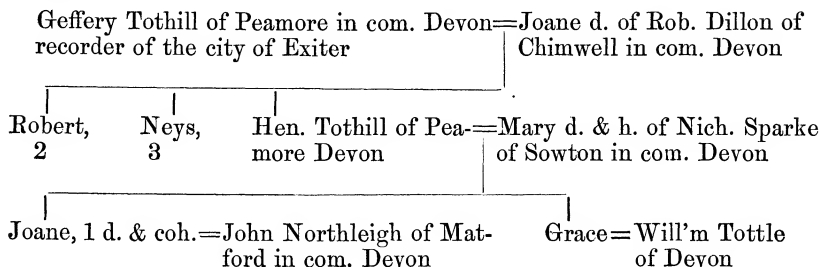 Geffery Tothill of Peamore in com. Devon=Joane d. of Rob. Dillon of
recorder of the city of Exiter Chimwell in com. Devon
Robert, Neys, Hen. Tothill of Pea-=Mary d. & h. of Nich. Sparke
2 3 more Devon of Sowton in com. Devon
Joane, 1 d. & coh.=John Northleigh of Mat- Grace=Will'm Tottle
ford in com. Devon of Devon